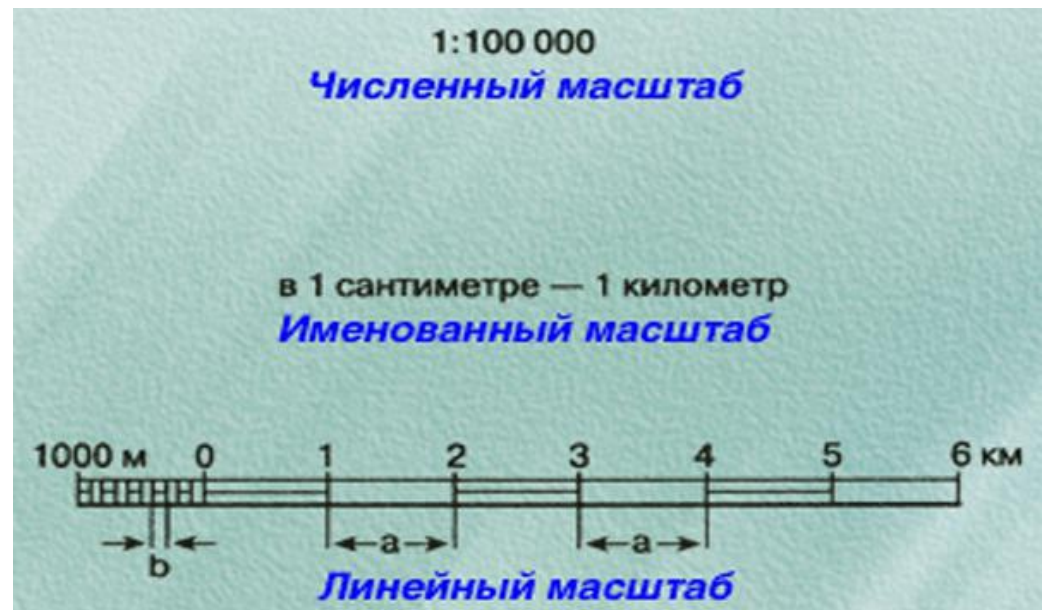 1:100 000
Численный масштаб
в 1 сантиметре — 1 километр
Именованный масштаб
1000 м 0 1 2 3 4 5 6 км
a a
b
Линейный масштаб